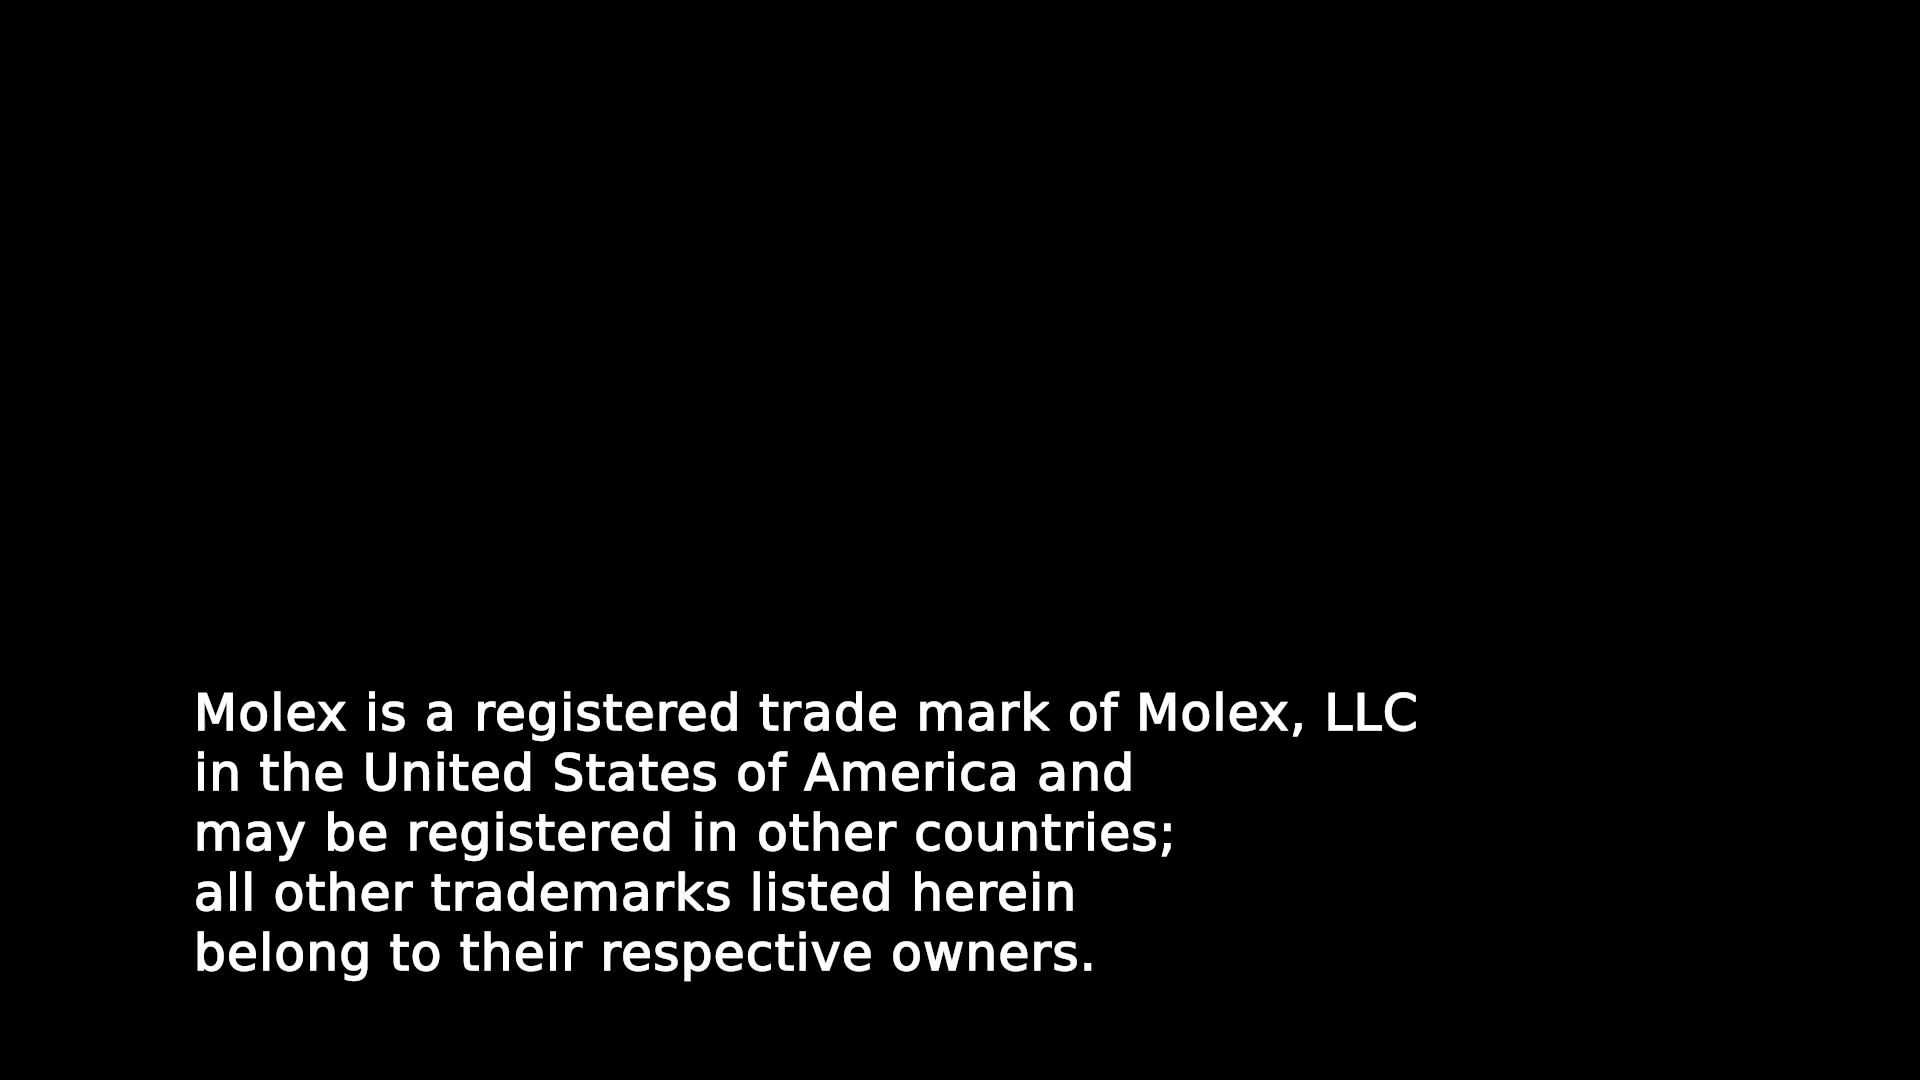 Molex is a registered trade mark of Molex, LLC
in the United States of America and
may be registered in other countries;
all other trademarks listed herein
belong to their respective owners.